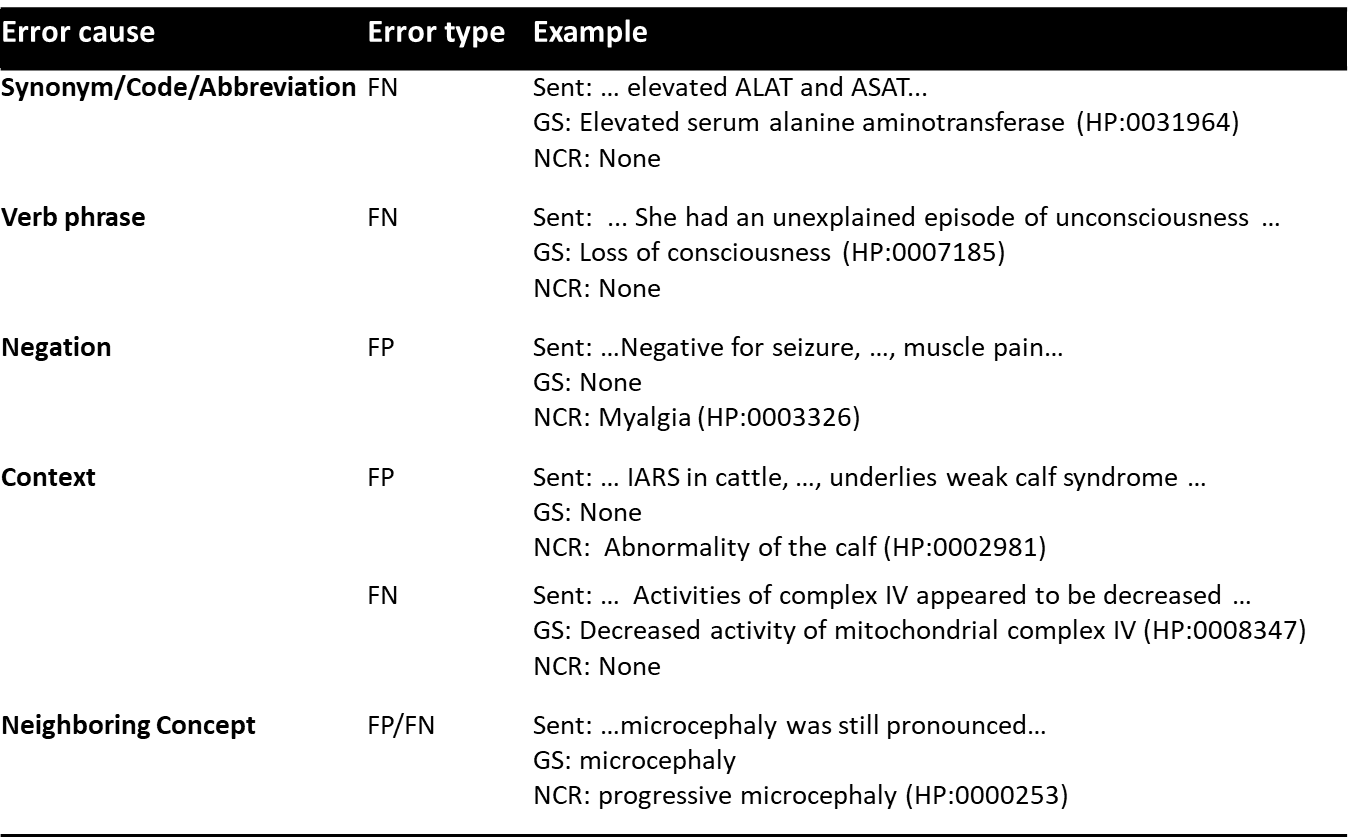 Error cause Error type Example
Synonym/Code/Abbreviation FN Sent: … elevated ALAT and ASAT...
GS: Elevated serum alanine aminotransferase (HP:0031964)
NCR: None
Verb phrase FN Sent: ... She had an unexplained episode of unconsciousness …
GS: Loss of consciousness (HP:0007185)
NCR: None
Negation FP Sent: …Negative for seizure, …, muscle pain…
GS: None
NCR: Myalgia (HP:0003326)
Context FP Sent: … IARS in cattle, …, underlies weak calf syndrome …
GS: None
NCR: Abnormality of the calf (HP:0002981)
FN Sent: … Activities of complex IV appeared to be decreased …
GS: Decreased activity of mitochondrial complex IV (HP:0008347)
NCR: None
Neighboring Concept FP/FN Sent: …microcephaly was still pronounced…
GS: microcephaly
NCR: progressive microcephaly (HP:0000253)